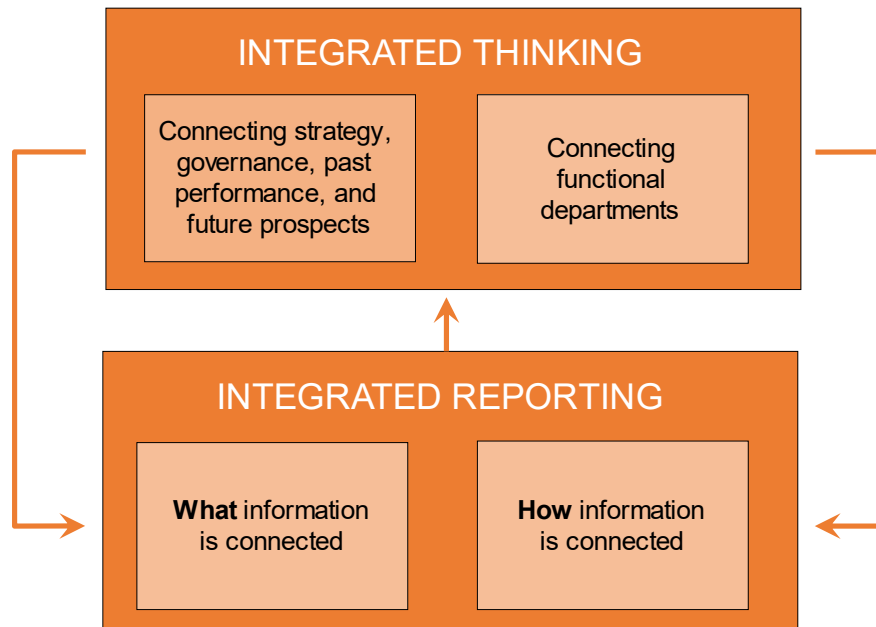 INTEGRATED THINKING
Connecting strategy,
governance, past
performance, and
future prospects
Connecting
functional
departments
INTEGRATED REPORTING
What information
is connected
How information
is connected